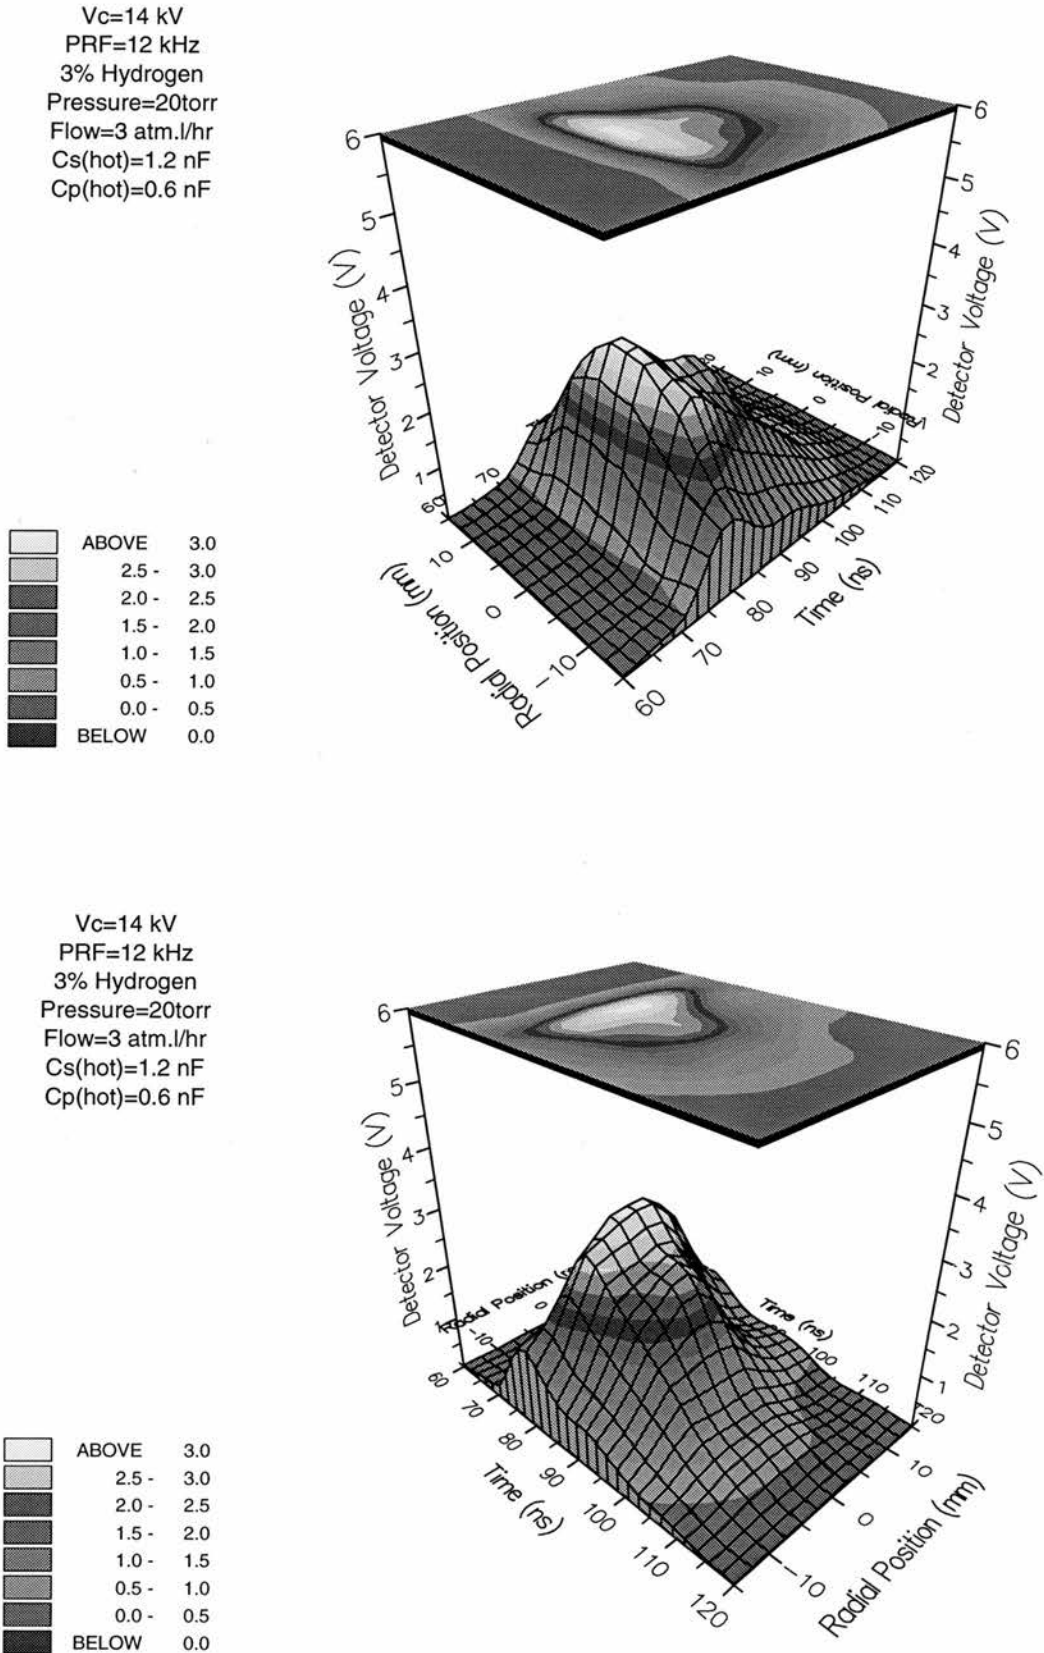 Vc=14 kV
PRF=12 kHz
3% Hydrogen
Pressure=20torr
Flow=3 atm.l/hr
Cs(hot)=1.2 nF
Cp(hot)=0.6 nF
6
5
4
3
2
1
Detector Voltage (V)
6
5
4
3
2
Detector Voltage (V)
Radial Position (mm)
10
0
-10
60
70
10
0
-10
Radial Position (mm)
60
70
80
90
100
110
120
Time (ns)
ABOVE 3.0
2.5 - 3.0
2.0 - 2.5
1.5 - 2.0
1.0 - 1.5
0.5 - 1.0
0.0 - 0.5
BELOW 0.0
Vc=14 kV
PRF=12 kHz
3% Hydrogen
Pressure=20torr
Flow=3 atm.l/hr
Cs(hot)=1.2 nF
Cp(hot)=0.6 nF
6
5
4
3
2
Detector Voltage (V)
6
5
4
3
2
1
Detector Voltage (V)
Radial Position
0
-10
Time (ns)
100
110
60
70
80
90
100
110
120
Time (ns)
10
0
-10
Radial Position (mm)
ABOVE 3.0
2.5 - 3.0
2.0 - 2.5
1.5 - 2.0
1.0 - 1.5
0.5 - 1.0
0.0 - 0.5
BELOW 0.0